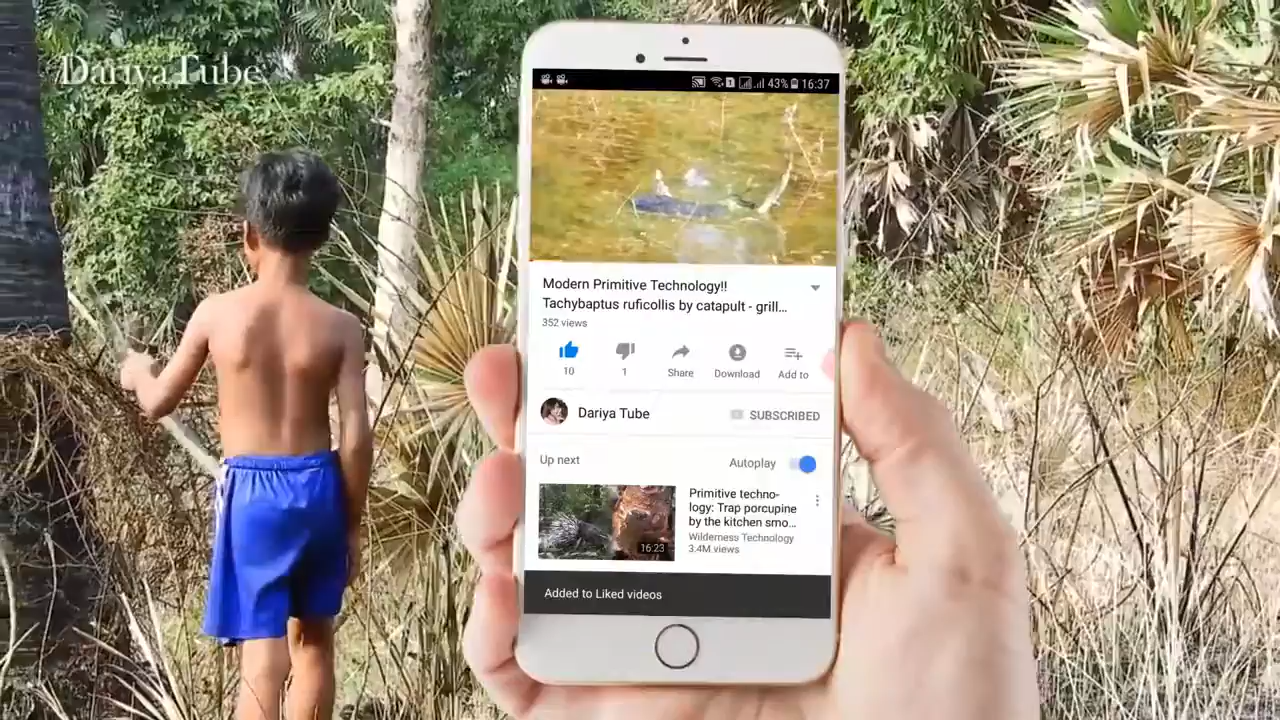 Dariya Tube
43% 16:37
Modern Primitive Technology!!
Tachybaptus ruficollis by catapult - grill...
352 views
10
1
Share
Download
Add to
Dariya Tube
SUBSCRIBED
Up next
Autoplay
16:23
Primitive techno-
logy: Trap porcupine
by the kitchen smo...
Wilderness Technology
3.4M views
Added to Liked videos